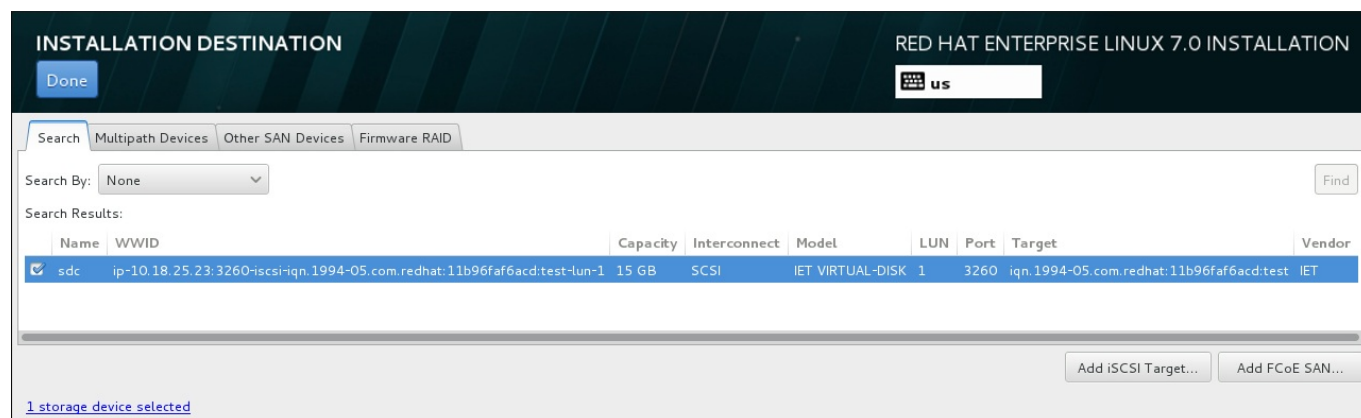 INSTALLATION DESTINATION
RED HAT ENTERPRISE LINUX 7.0 INSTALLATION
Done
us
Search Multipath Devices Other SAN Devices Firmware RAID
Search By: None
Find
Search Results:
Name WWID Capacity Interconnect Model LUN Port Target Vendor
sdc ip-10.18.25.23:3260-iscsi-iqn.1994-05.com.redhat:11b96faf6acd:test-lun-1 15 GB SCSI IET VIRTUAL-DISK 1 3260 iqn.1994-05.com.redhat:11b96faf6acd:test IET
Add iSCSI Target... Add FCoE SAN...
1 storage device selected